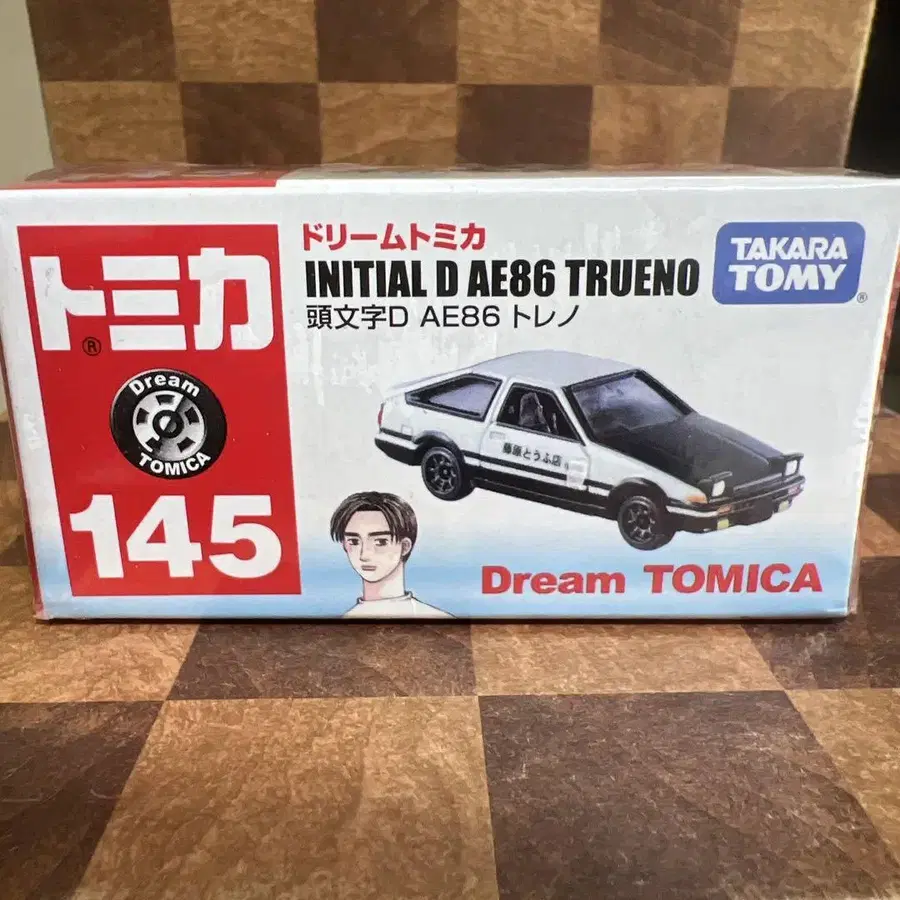 トミカ
®
Dream
TOMICA
145
ドリームトミカ
INITIAL D AE86 TRUENO
頭文字D AE86 トレノ
TAKARA
TOMY
®
藤原とうふ店
Dream TOMICA